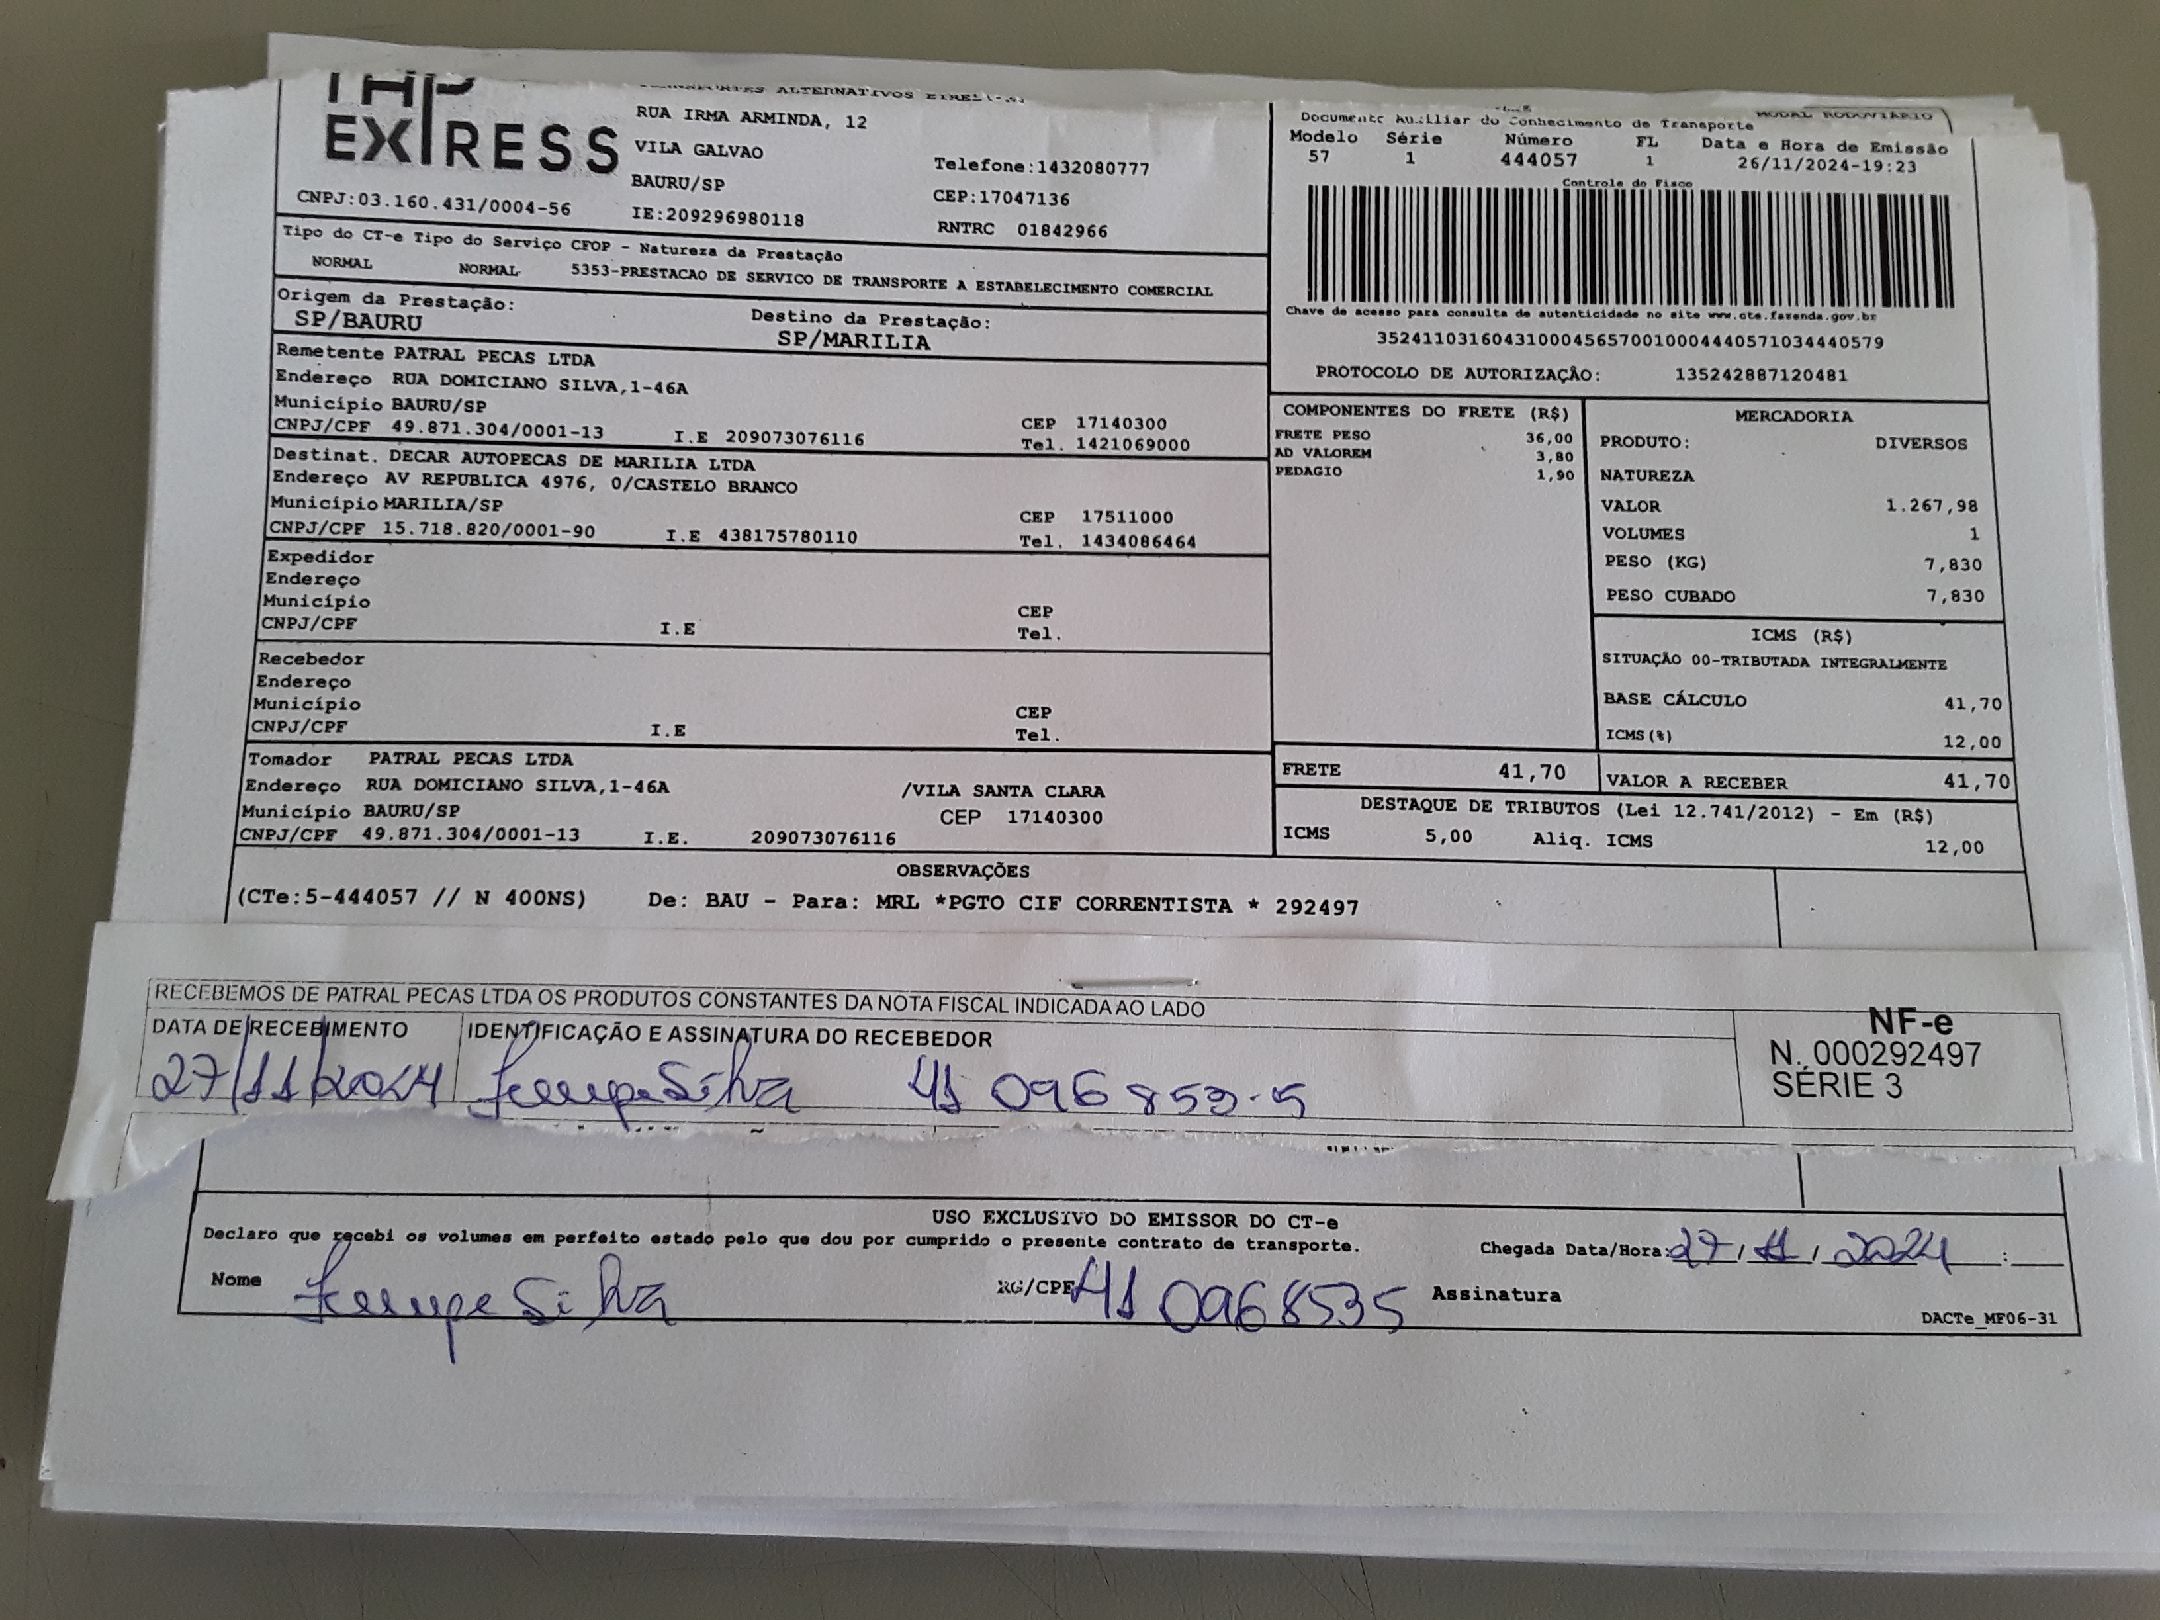 EXPRESS
ALTERNATIVOS
RUA IRMA ARMINDA, 12
VILA GALVAO
Telefone:1432080777
BAURU/SP
CEP:17047136
CNPJ:03.160.431/0004-56
IE:209296980118
RNTRC 01842966
Documento Auxiliar do Conhecimento de Transporte
MODAL RODOVIÁRIO
Modelo Série Número FL Data e Hora de Emissão
57 1 444057 1 26/11/2024-19:23
Controle do Fisco
Chave de acesso para consulta de autenticidade no site www.cte.fazenda.gov.br
35241103160431000456570010004440571034440579
PROTOCOLO DE AUTORIZAÇÃO: 135242887120481
Tipo do CT-e Tipo do Serviço CFOP - Natureza da Prestação
NORMAL NORMAL 5353-PRESTACAO DE SERVICO DE TRANSPORTE A ESTABELECIMENTO COMERCIAL
Origem da Prestação: Destino da Prestação:
SP/BAURU SP/MARILIA
Remetente PATRAL PECAS LTDA
Endereço RUA DOMICIANO SILVA,1-46A
Município BAURU/SP CEP 17140300
CNPJ/CPF 49.871.304/0001-13 I.E 209073076116 Tel. 1421069000
Destinat. DECAR AUTOPECAS DE MARILIA LTDA
Endereço AV REPUBLICA 4976, 0/CASTELO BRANCO
Município MARILIA/SP CEP 17511000
CNPJ/CPF 15.718.820/0001-90 I.E 438175780110 Tel. 1434086464
Expedidor
Endereço
Município CEP
CNPJ/CPF I.E Tel.
Recebedor
Endereço
Município CEP
CNPJ/CPF I.E Tel.
Tomador PATRAL PECAS LTDA
Endereço RUA DOMICIANO SILVA,1-46A /VILA SANTA CLARA
Município BAURU/SP CEP 17140300
CNPJ/CPF 49.871.304/0001-13 I.E. 209073076116
COMPONENTES DO FRETE (R$)
FRETE PESO 36,00
AD VALOREM 3,80
PEDAGIO 1,90
MERCADORIA
PRODUTO: DIVERSOS
NATUREZA
VALOR 1.267,98
VOLUMES 1
PESO (KG) 7,830
PESO CUBADO 7,830
ICMS (R$)
SITUAÇÃO 00-TRIBUTADA INTEGRALMENTE
BASE CÁLCULO 41,70
ICMS(%) 12,00
FRETE 41,70 VALOR A RECEBER 41,70
DESTAQUE DE TRIBUTOS (Lei 12.741/2012) - Em (R$)
ICMS 5,00 Aliq. ICMS 12,00
OBSERVAÇÕES
(CTe:5-444057 // N 400NS) De: BAU - Para: MRL *PGTO CIF CORRENTISTA * 292497
RECEBEMOS DE PATRAL PECAS LTDA OS PRODUTOS CONSTANTES DA NOTA FISCAL INDICADA AO LADO
DATA DE RECEBIMENTO IDENTIFICAÇÃO E ASSINATURA DO RECEBEDOR
27/11/2024 Silva 41 096 853-5
NF-e
N. 000292497
SÉRIE 3
USO EXCLUSIVO DO EMISSOR DO CT-e
Declaro que recebi os volumes em perfeito estado pelo que dou por cumprido o presente contrato de transporte.
Chegada Data/Hora: 27/11/2024 :
Nome Silva RG/CPF 41 0968535 Assinatura
DACTe_MF06-31